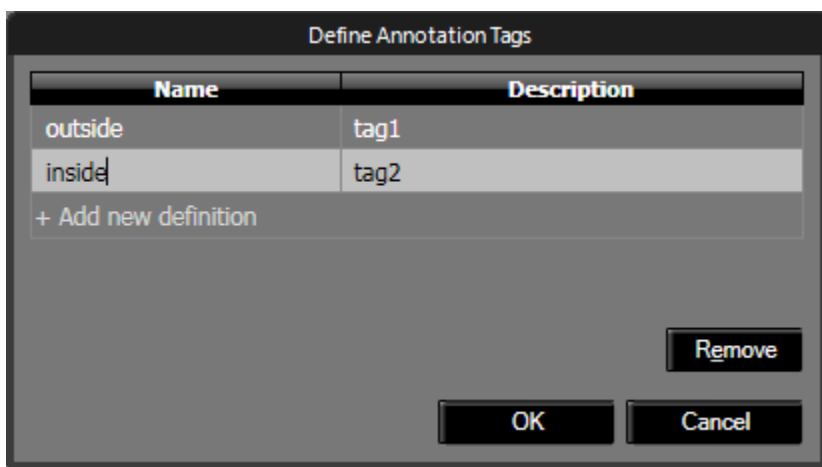 Define Annotation Tags
Name Description
outside tag1
inside tag2
+ Add new definition
Remove
OK Cancel